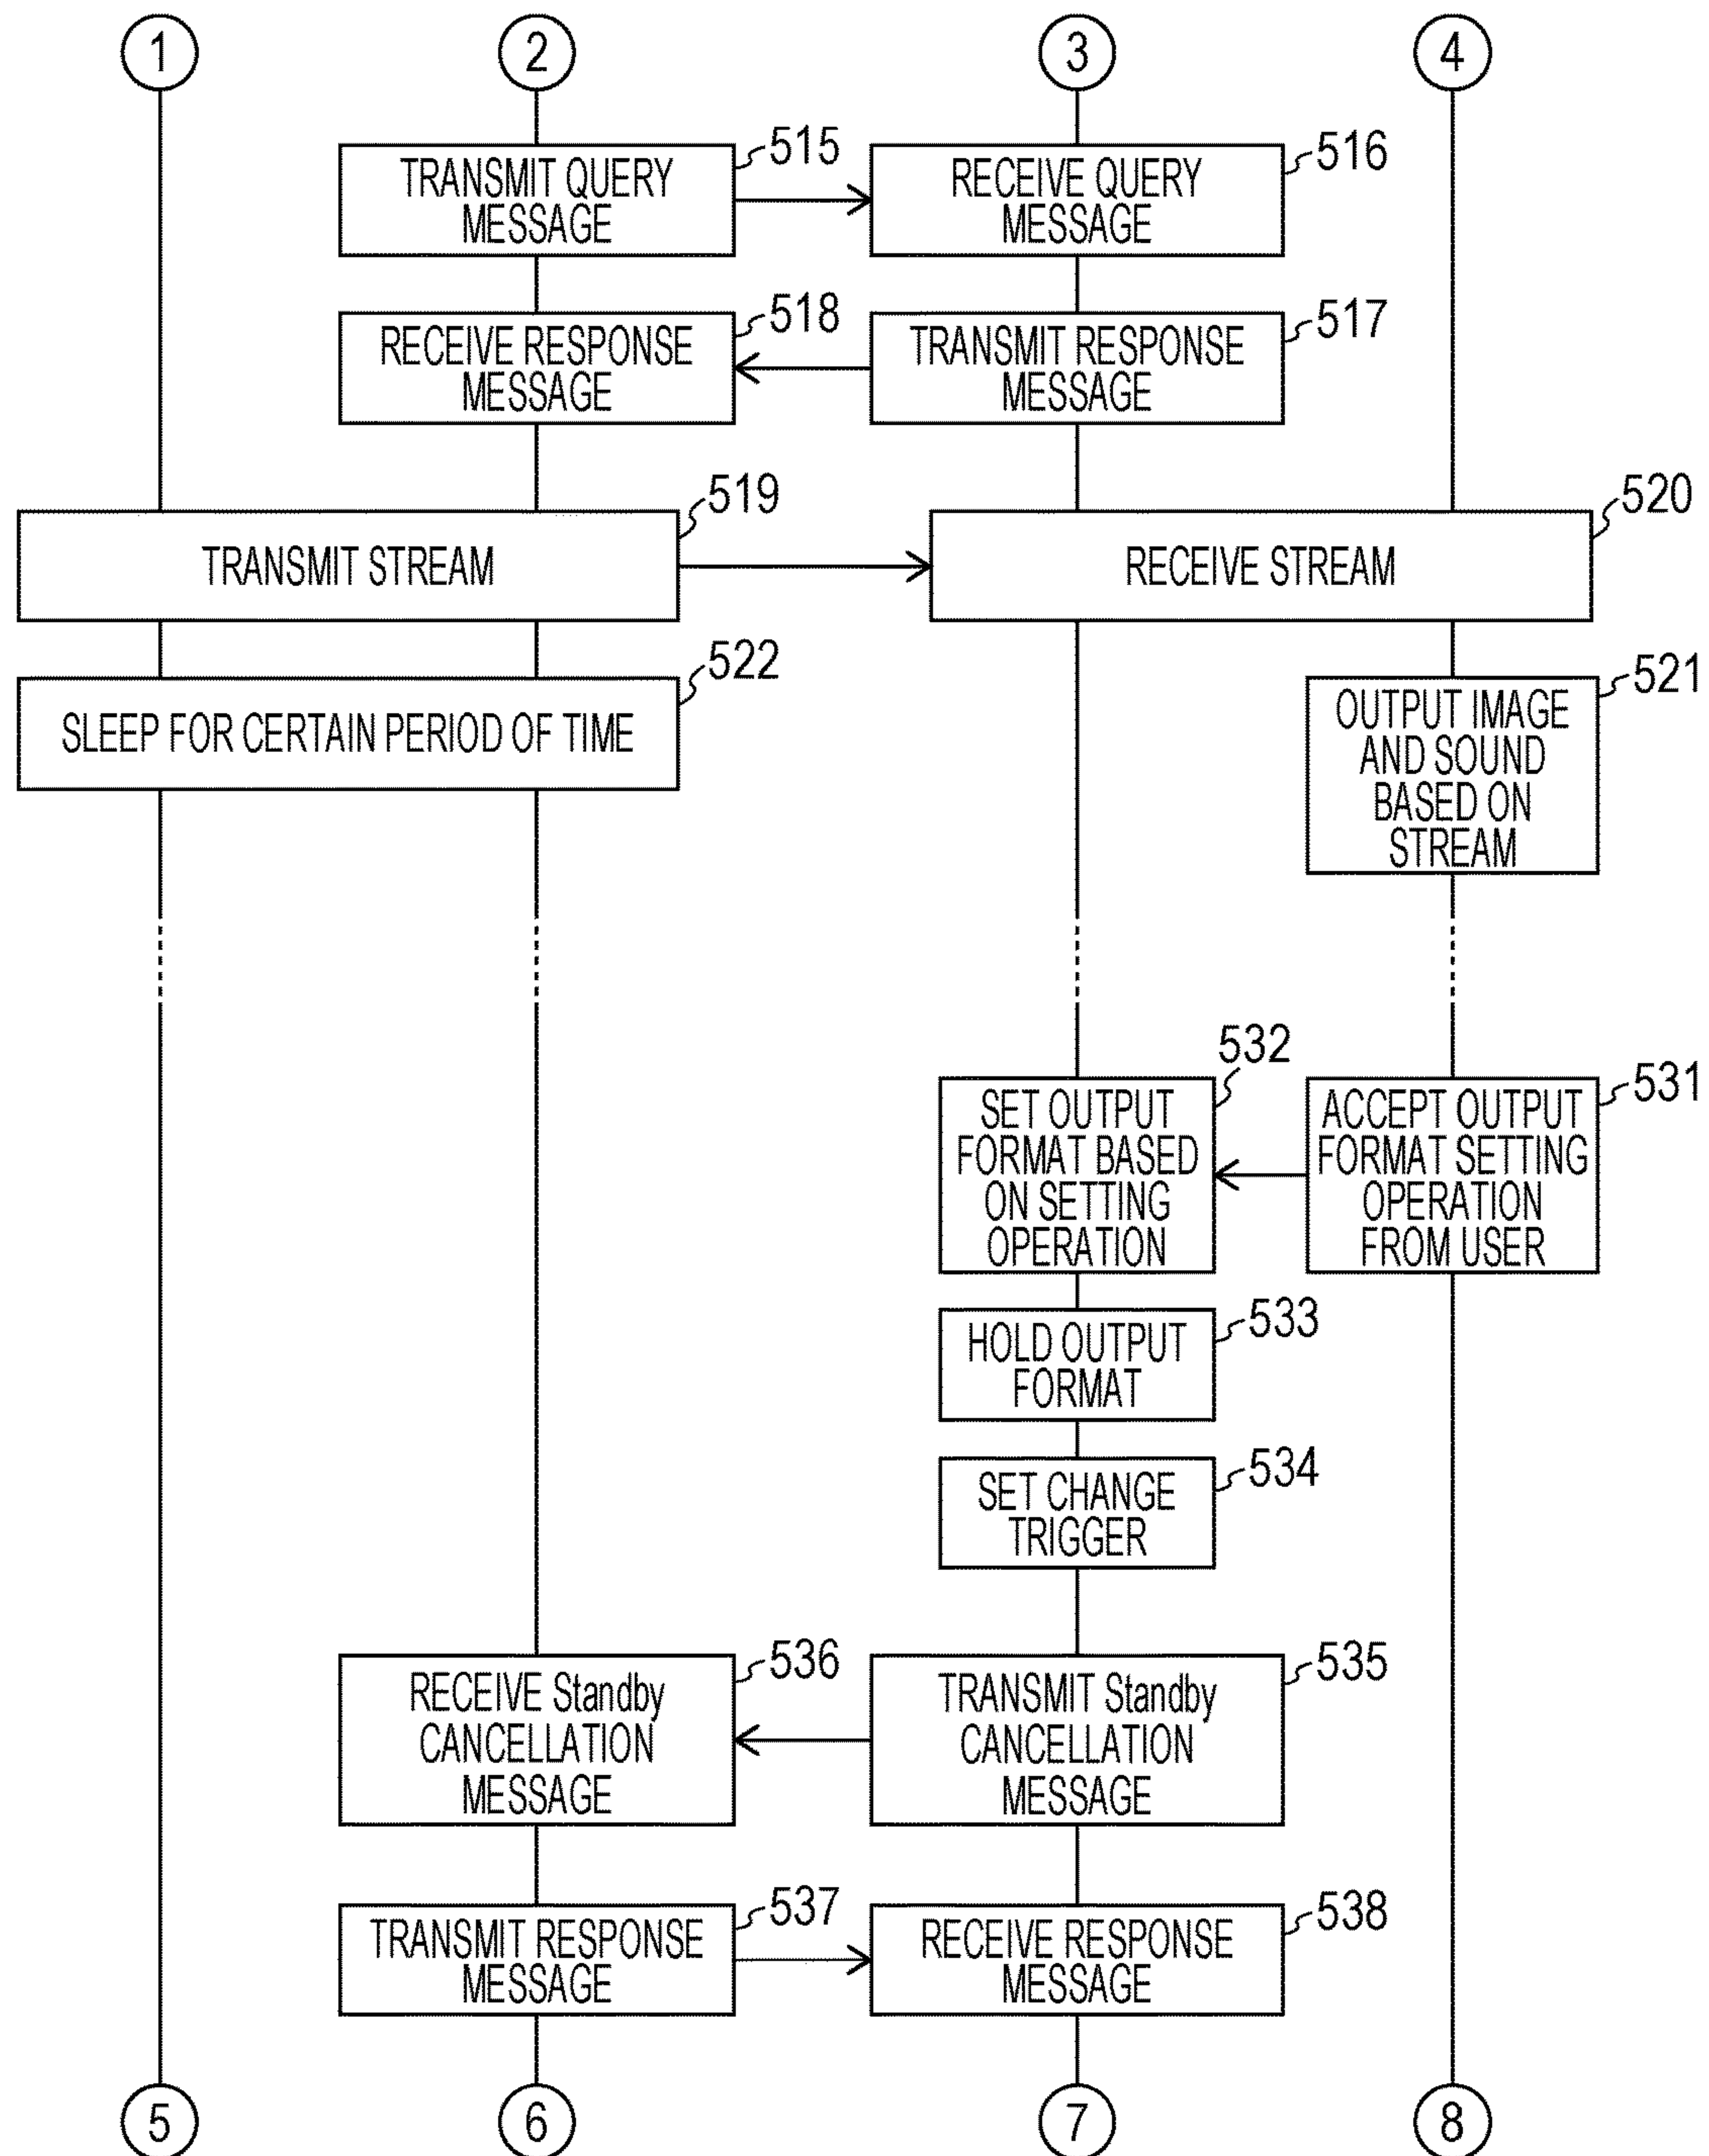 1
2
3
4
515
516
TRANSMIT QUERY
MESSAGE
RECEIVE QUERY
MESSAGE
518
517
RECEIVE RESPONSE
MESSAGE
TRANSMIT RESPONSE
MESSAGE
519
520
TRANSMIT STREAM
RECEIVE STREAM
522
521
SLEEP FOR CERTAIN PERIOD OF TIME
OUTPUT IMAGE
AND SOUND
BASED ON
STREAM
532
531
SET OUTPUT
FORMAT BASED
ON SETTING
OPERATION
ACCEPT OUTPUT
FORMAT SETTING
OPERATION
FROM USER
533
HOLD OUTPUT
FORMAT
534
SET CHANGE
TRIGGER
536
535
RECEIVE Standby
CANCELLATION
MESSAGE
TRANSMIT Standby
CANCELLATION
MESSAGE
537
538
TRANSMIT RESPONSE
MESSAGE
RECEIVE RESPONSE
MESSAGE
5
6
7
8